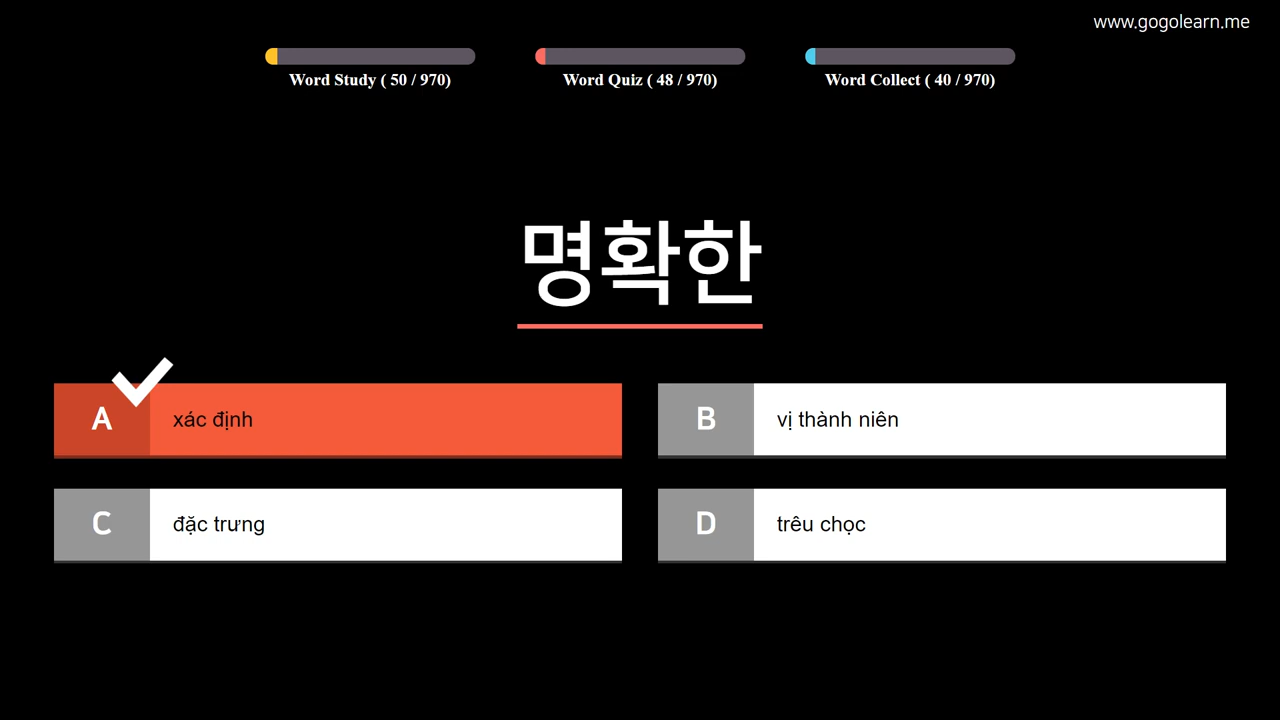 www.gogolearn.me
Word Study ( 50 / 970)
Word Quiz ( 48 / 970)
Word Collect ( 40 / 970)
명확한
A xác định
B vị thành niên
C đặc trưng
D trêu chọc